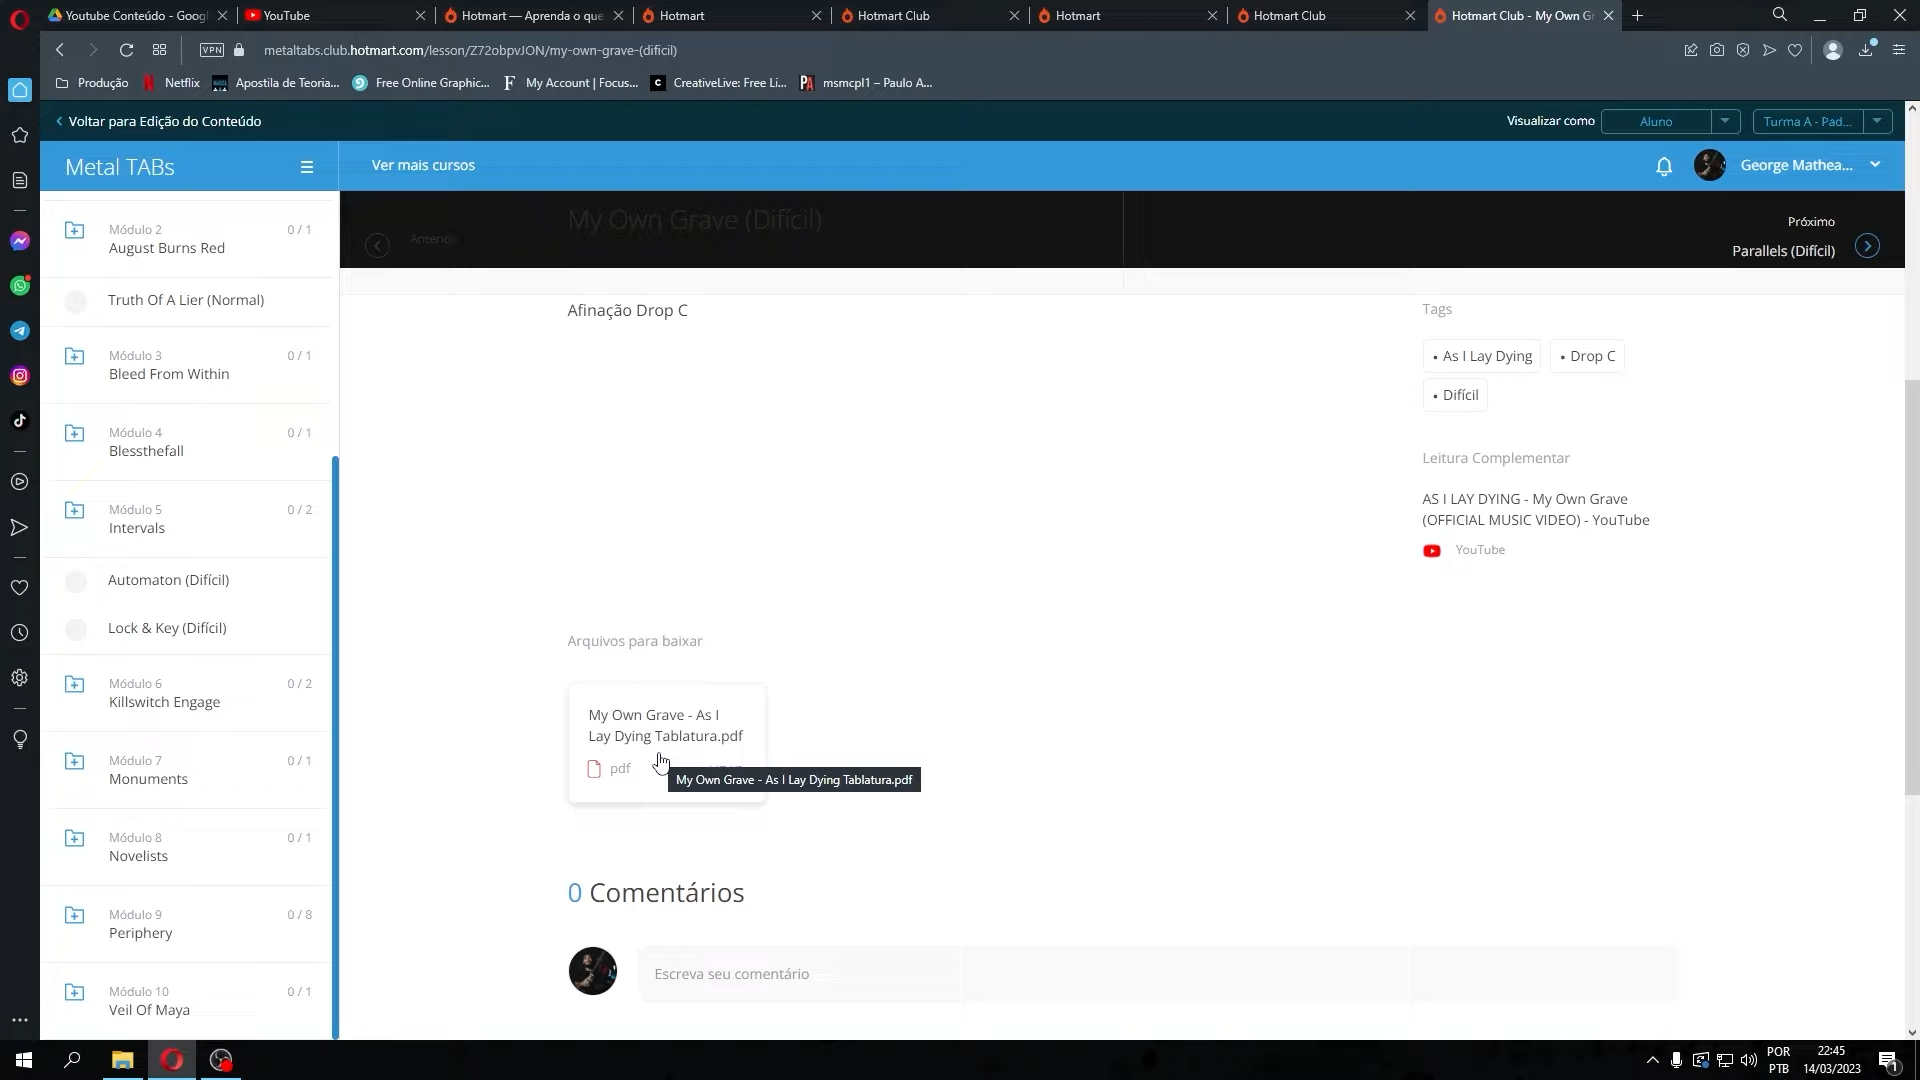 Youtube Conteúdo - Googl
YouTube
Hotmart — Aprenda o que
Hotmart
Hotmart Club
Hotmart
Hotmart Club
Hotmart Club - My Own Gr
VPN
metaltabs.club.hotmart.com/lesson/Z72obpvJON/my-own-grave-(dificil)
Produção
Netflix
Apostila de Teoria...
Free Online Graphic...
My Account | Focus...
CreativeLive: Free Li...
msmcpl1 – Paulo A...
Voltar para Edição do Conteúdo
Visualizar como
Aluno
Turma A - Pad...
Metal TABs
Ver mais cursos
George Mathea...
My Own Grave (Difícil)
Anterior
Próximo
Parallels (Difícil)
Módulo 2
0 / 1
August Burns Red
Truth Of A Lier (Normal)
Módulo 3
0 / 1
Bleed From Within
Módulo 4
0 / 1
Blessthefall
Módulo 5
0 / 2
Intervals
Automaton (Difícil)
Lock & Key (Difícil)
Módulo 6
0 / 2
Killswitch Engage
Módulo 7
0 / 1
Monuments
Módulo 8
0 / 1
Novelists
Módulo 9
0 / 8
Periphery
Módulo 10
0 / 1
Veil Of Maya
Afinação Drop C
Tags
• As I Lay Dying
• Drop C
• Difícil
Leitura Complementar
AS I LAY DYING - My Own Grave
(OFFICIAL MUSIC VIDEO) - YouTube
YouTube
Arquivos para baixar
My Own Grave - As I
Lay Dying Tablatura.pdf
pdf
My Own Grave - As I Lay Dying Tablatura.pdf
0 Comentários
Escreva seu comentário
POR
PTB
22:45
14/03/2023
1